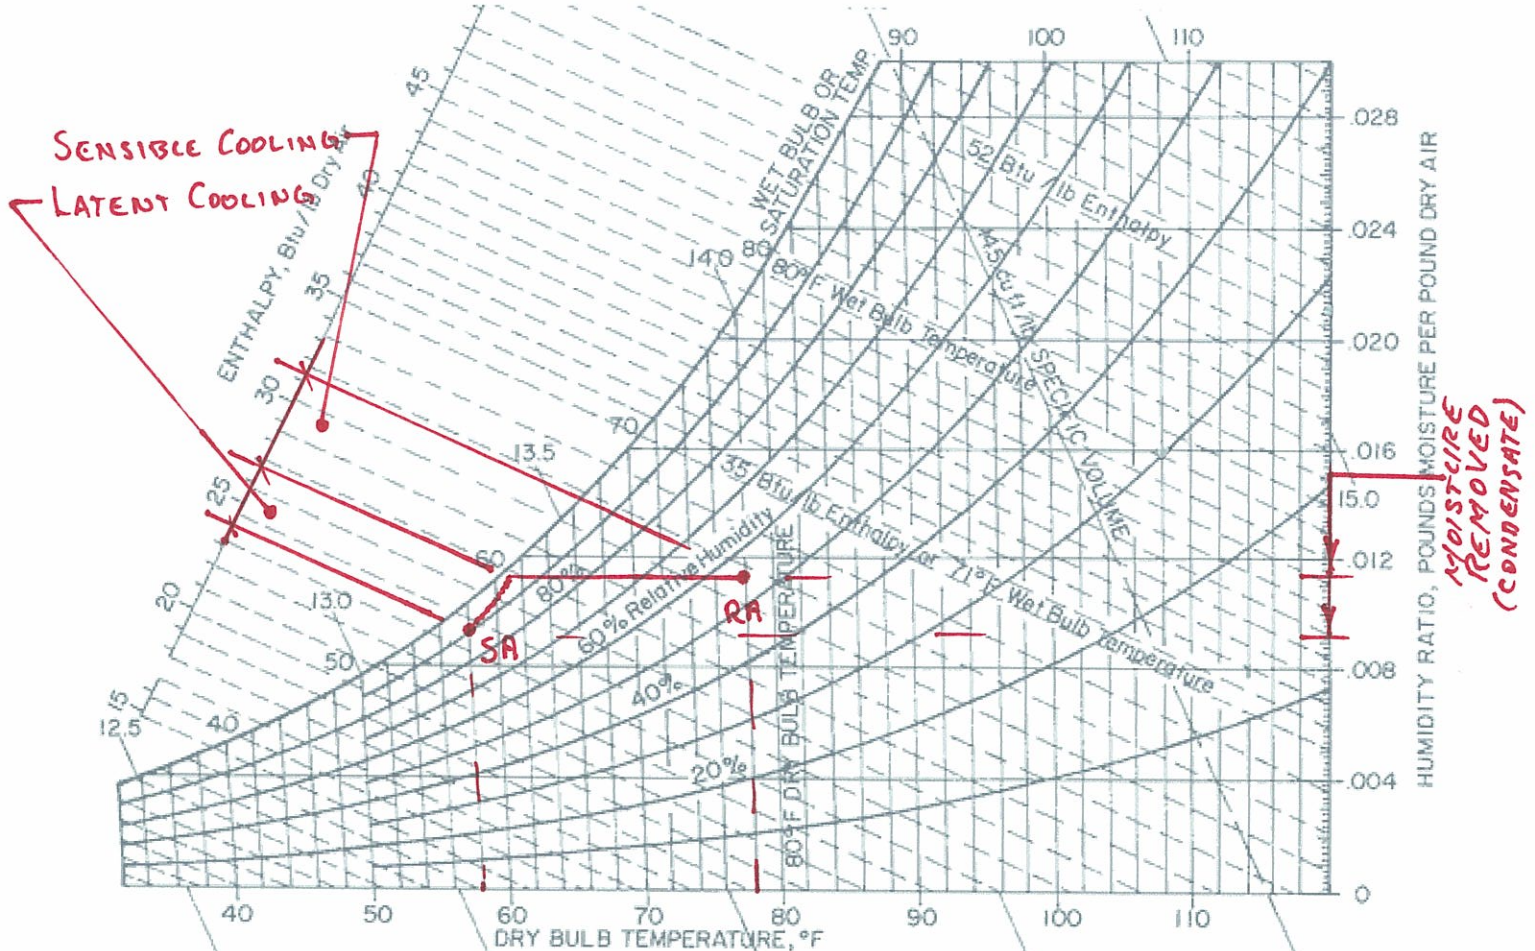 90 100 110
45
WET BULB OR
SATURATION TEMP.
.028
SENSIBLE COOLING
LATENT COOLING
40
ENTHALPY, Btu / lb Dry Air
52 Btu / lb Enthalpy
.024
14.0 80
80°F Wet Bulb Temperature
35
.020
45 cu ft/lb SPECIFIC VOLUME
30
70
13.5
.016
MOISTURE
REMOVED
(CONDENSATE)
15.0
25
35 Btu / lb Enthalpy or 71°F Wet Bulb Temperature
HUMIDITY RATIO, POUNDS MOISTURE PER POUND DRY AIR
60
.012
80%
60% Relative Humidity
20
13.0
RA
SA
50
.008
40%
15
12.5
40
20%
.004
80°F DRY BULB TEMPERATURE
0
40 50 60 70 80 90 100 110
DRY BULB TEMPERATURE, °F